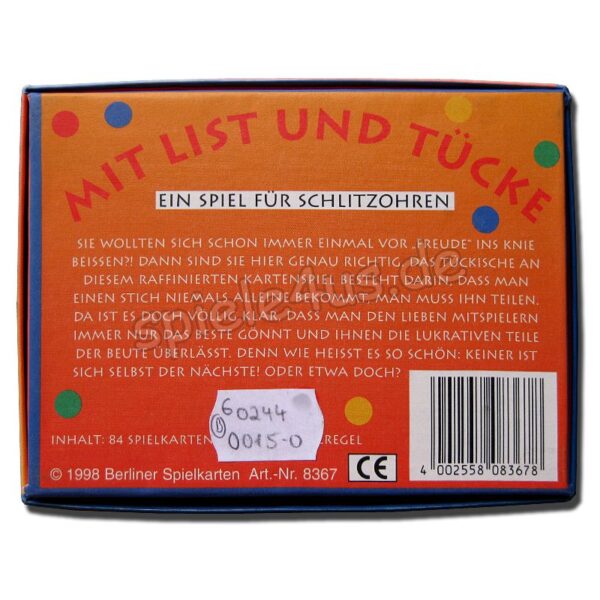 MIT LIST UND TÜCKE
EIN SPIEL FÜR SCHLITZOHREN
SIE WOLLTEN SICH SCHON IMMER EINMAL VOR „FREUDE“ INS KNIE
BEISSEN?! DANN SIND SIE HIER GENAU RICHTIG. DAS TÜCKISCHE AN
DIESEM RAFFINIERTEN KARTENSPIEL BESTEHT DARIN, DASS MAN
EINEN STICH NIEMALS ALLEINE BEKOMMT. MAN MUSS IHN TEILEN.
DA IST ES DOCH VÖLLIG KLAR, DASS MAN DEN LIEBEN MITSPIELERN
IMMER NUR DAS BESTE GÖNNT UND IHNEN DIE LUKRATIVEN TEILE
DER BEUTE ÜBERLÄSST. DENN WIE HEISST ES SO SCHÖN: KEINER IST
SICH SELBST DER NÄCHSTE! ODER ETWA DOCH?
spiele4us.de
60244
D 0015-0
INHALT: 84 SPIELKARTEN REGEL
© 1998 Berliner Spielkarten Art.-Nr. 8367 CE
4 002558 083678